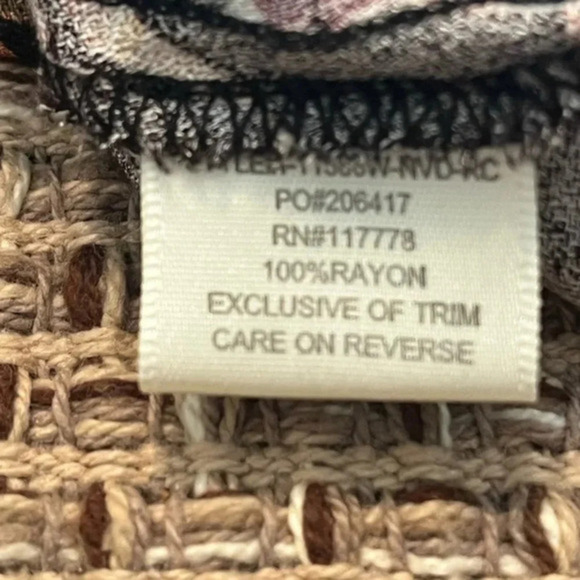 PO#206417
RN#117778
100%RAYON
EXCLUSIVE OF TRIM
CARE ON REVERSE